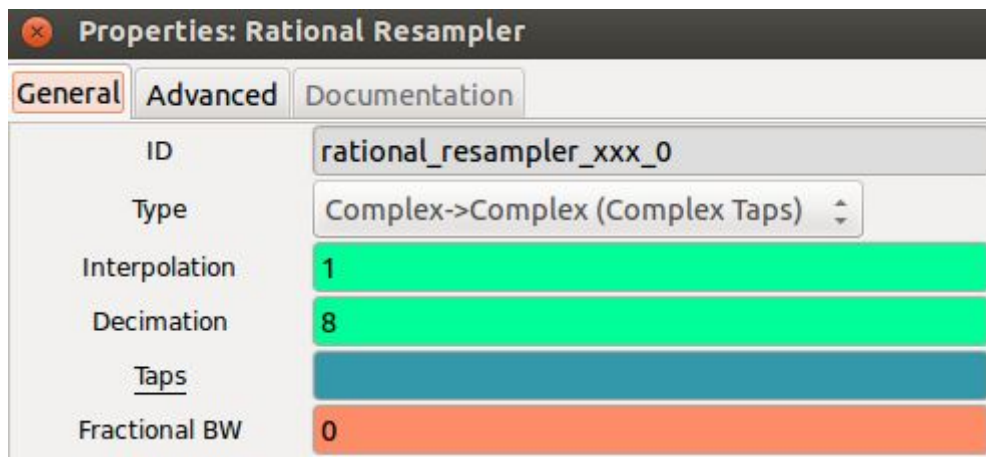 Properties: Rational Resampler
General Advanced Documentation
ID rational_resampler_xxx_0
Type Complex->Complex (Complex Taps)
Interpolation 1
Decimation 8
Taps
Fractional BW 0